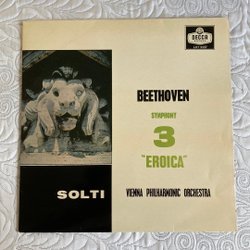 DECCA
BEETHOVEN
SYMPHONY
3
"EROICA"
SOLTI
VIENNA PHILHARMONIC ORCHESTRA